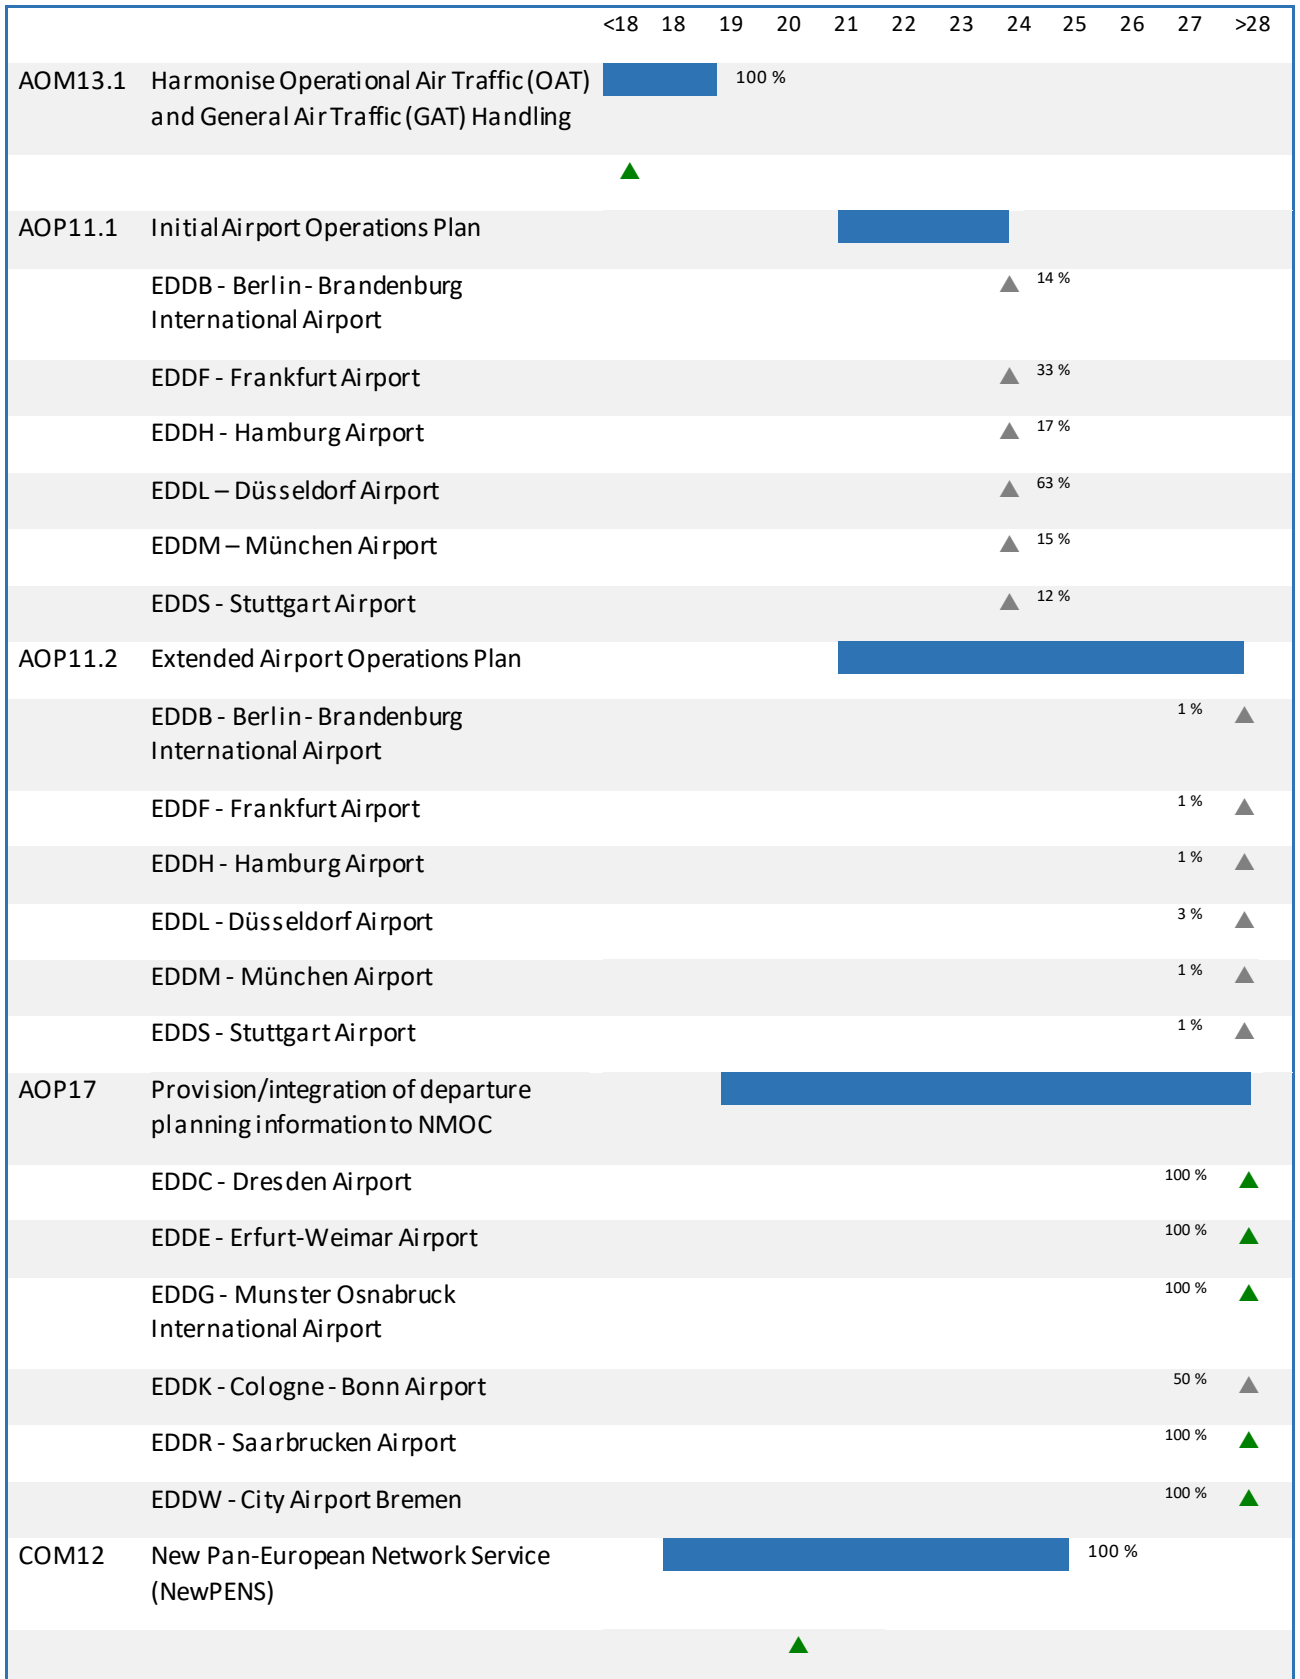 <18 18 19 20 21 22 23 24 25 26 27 >28
AOM13.1 Harmonise Operational Air Traffic (OAT) 100 %
and General Air Traffic (GAT) Handling
AOP11.1 Initial Airport Operations Plan
EDDB - Berlin - Brandenburg 14 %
International Airport
EDDF - Frankfurt Airport 33 %
EDDH - Hamburg Airport 17 %
EDDL – Düsseldorf Airport 63 %
EDDM – München Airport 15 %
EDDS - Stuttgart Airport 12 %
AOP11.2 Extended Airport Operations Plan
EDDB - Berlin - Brandenburg 1 %
International Airport
EDDF - Frankfurt Airport 1 %
EDDH - Hamburg Airport 1 %
EDDL - Düsseldorf Airport 3 %
EDDM - München Airport 1 %
EDDS - Stuttgart Airport 1 %
AOP17 Provision/integration of departure
planning information to NMOC
EDDC - Dresden Airport 100 %
EDDE - Erfurt-Weimar Airport 100 %
EDDG - Munster Osnabruck 100 %
International Airport
EDDK - Cologne - Bonn Airport 50 %
EDDR - Saarbrucken Airport 100 %
EDDW - City Airport Bremen 100 %
COM12 New Pan-European Network Service 100 %
(NewPENS)